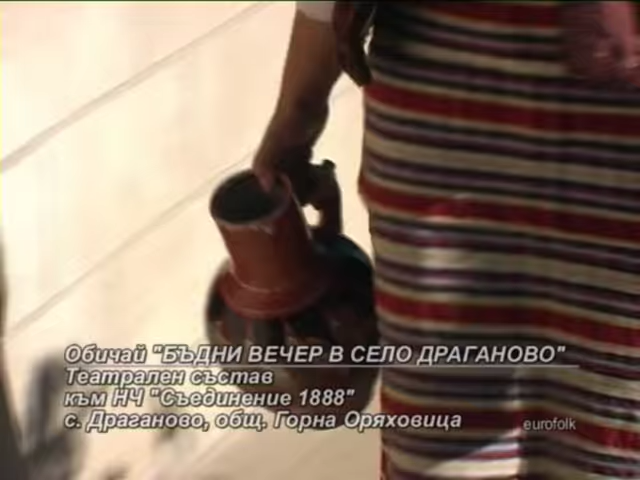 Обичай "БЪДНИ ВЕЧЕР В СЕЛО ДРАГАНОВО"
Театрален състав
към НЧ "Съединение 1888"
с. Драганово, общ. Горна Оряховица
eurofolk